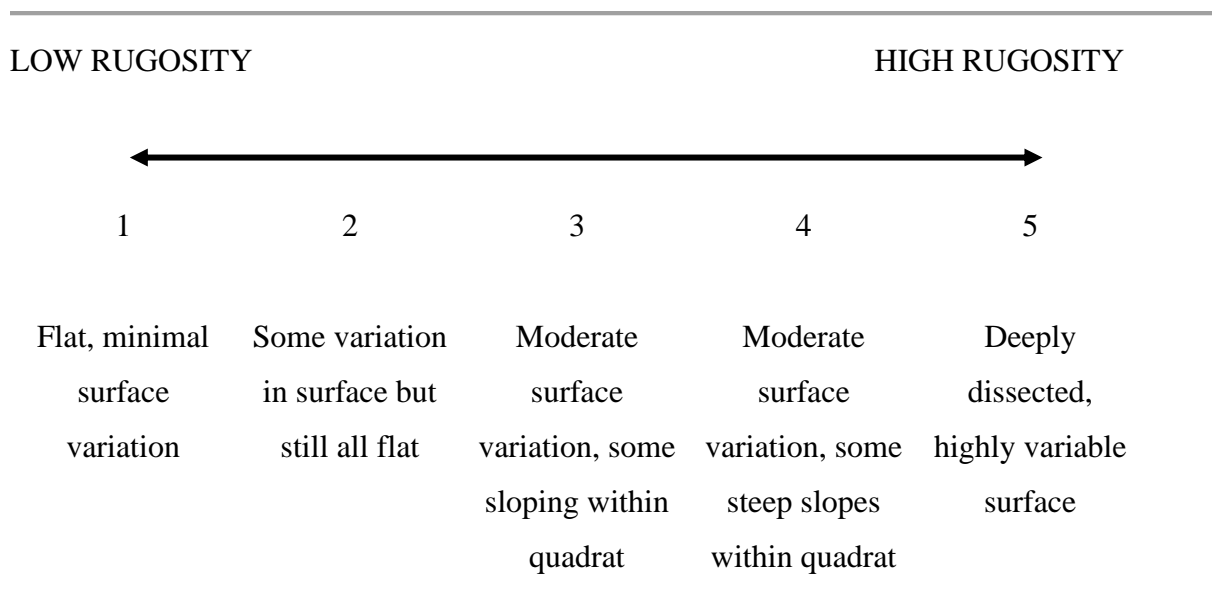 LOW RUGOSITY
HIGH RUGOSITY
1
2
3
4
5
Flat, minimal
surface
variation
Some variation
in surface but
still all flat
Moderate
surface
variation, some
sloping within
quadrat
Moderate
surface
variation, some
steep slopes
within quadrat
Deeply
dissected,
highly variable
surface